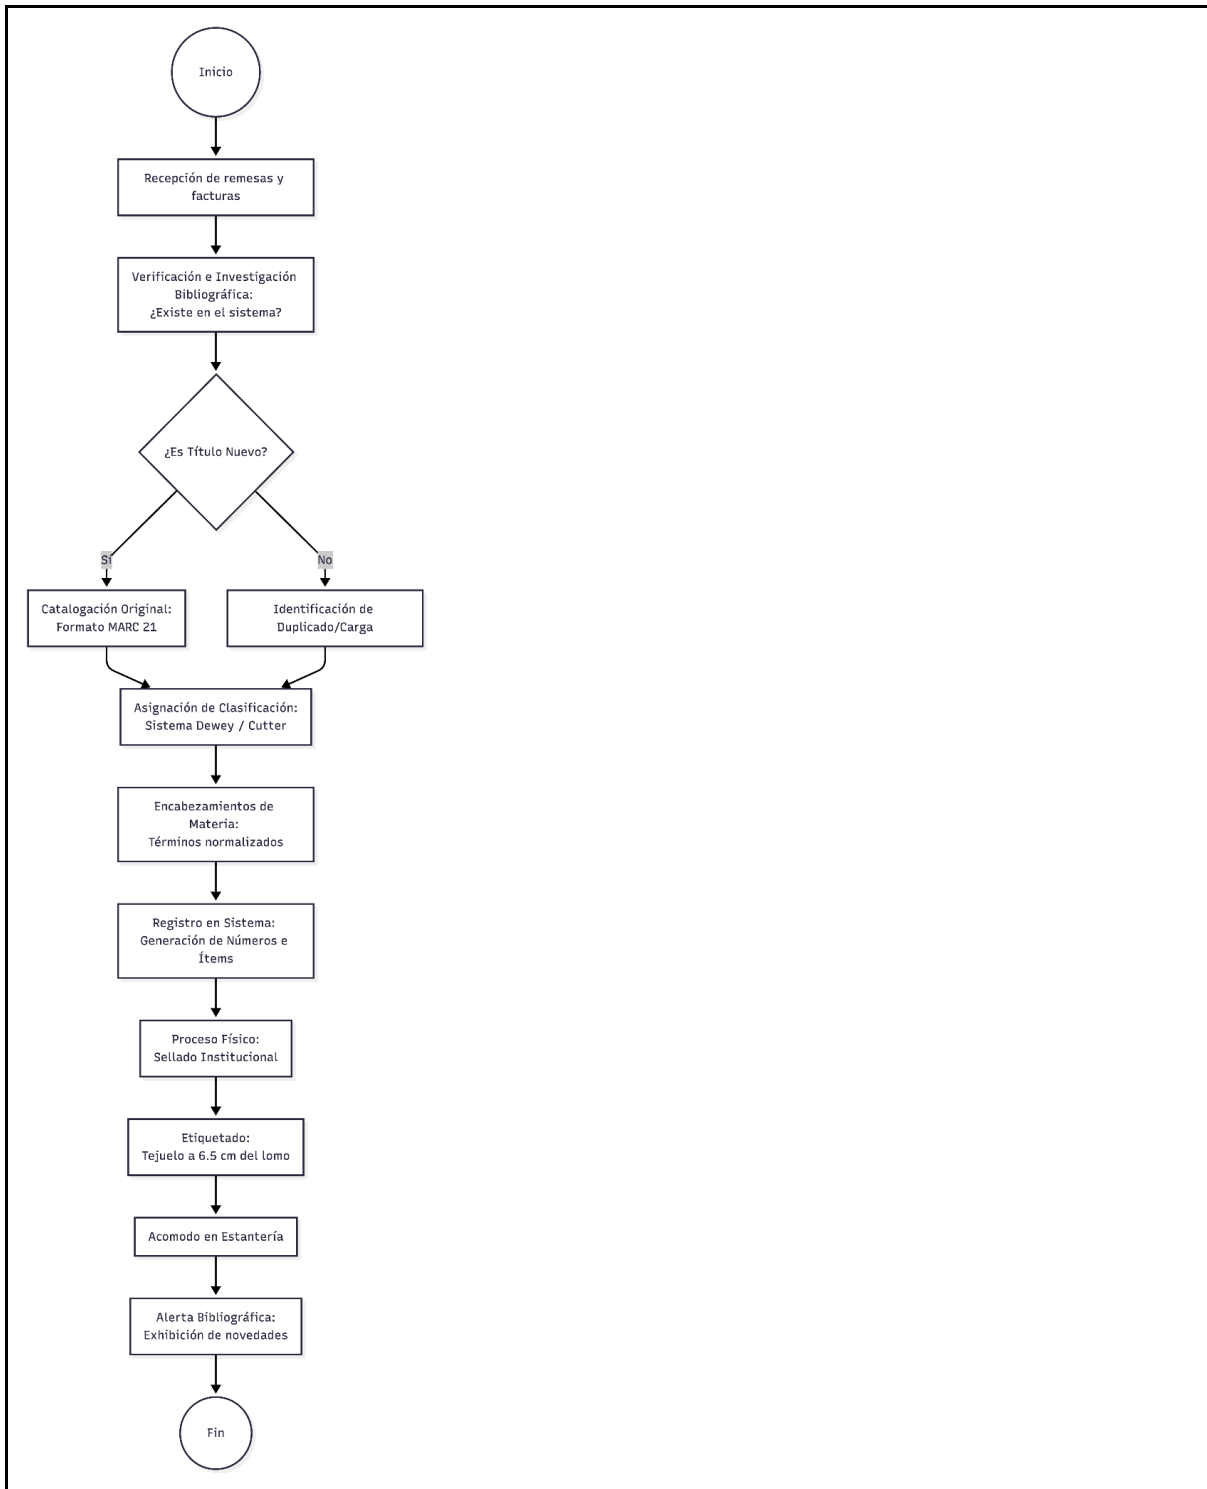 Inicio
Recepción de remesas y
facturas
Verificación e Investigación
Bibliográfica:
¿Existe en el sistema?
¿Es Título Nuevo?
Sí
No
Catalogación Original:
Formato MARC 21
Identificación de
Duplicado/Carga
Asignación de Clasificación:
Sistema Dewey / Cutter
Encabezamientos de
Materia:
Términos normalizados
Registro en Sistema:
Generación de Números e
Ítems
Proceso Físico:
Sellado Institucional
Etiquetado:
Tejuelo a 6.5 cm del lomo
Acomodo en Estantería
Alerta Bibliográfica:
Exhibición de novedades
Fin